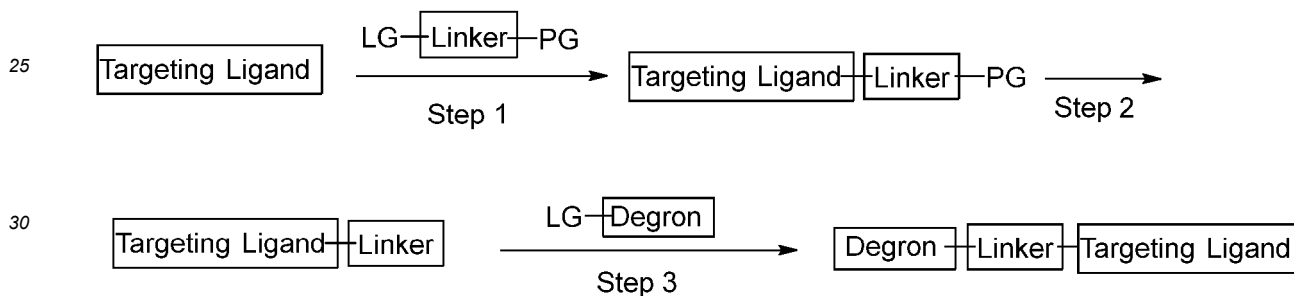 LG Linker PG
25 Targeting Ligand Targeting Ligand Linker PG
Step 1 Step 2
LG Degron
30 Targeting Ligand Linker Degron Linker Targeting Ligand
Step 3